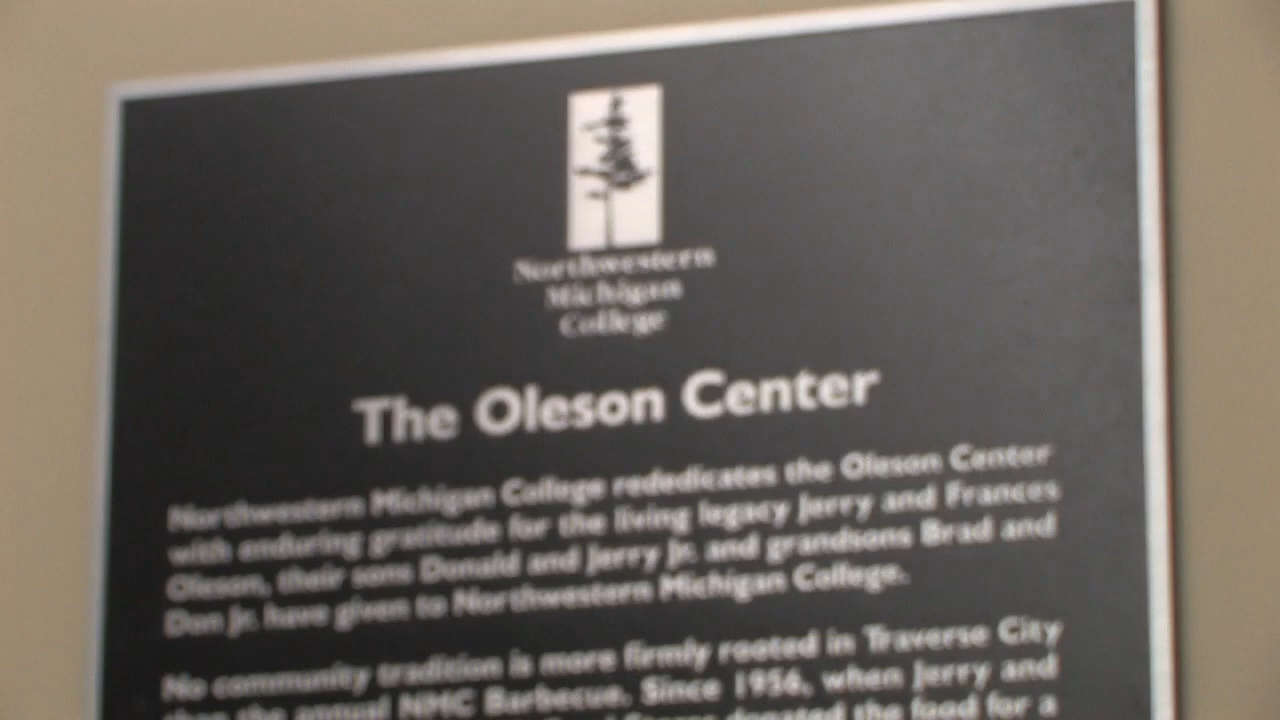 Northwestern
Michigan
College
The Oleson Center
Northwestern Michigan College rededicates the Oleson Center
with enduring gratitude for the living legacy Jerry and Frances
Oleson, their sons Donald and Jerry Jr. and grandsons Brad and
Don Jr. have given to Northwestern Michigan College.
No community tradition is more firmly rooted in Traverse City
than the annual NMC Barbecue. Since 1956, when Jerry and
donated the food for a